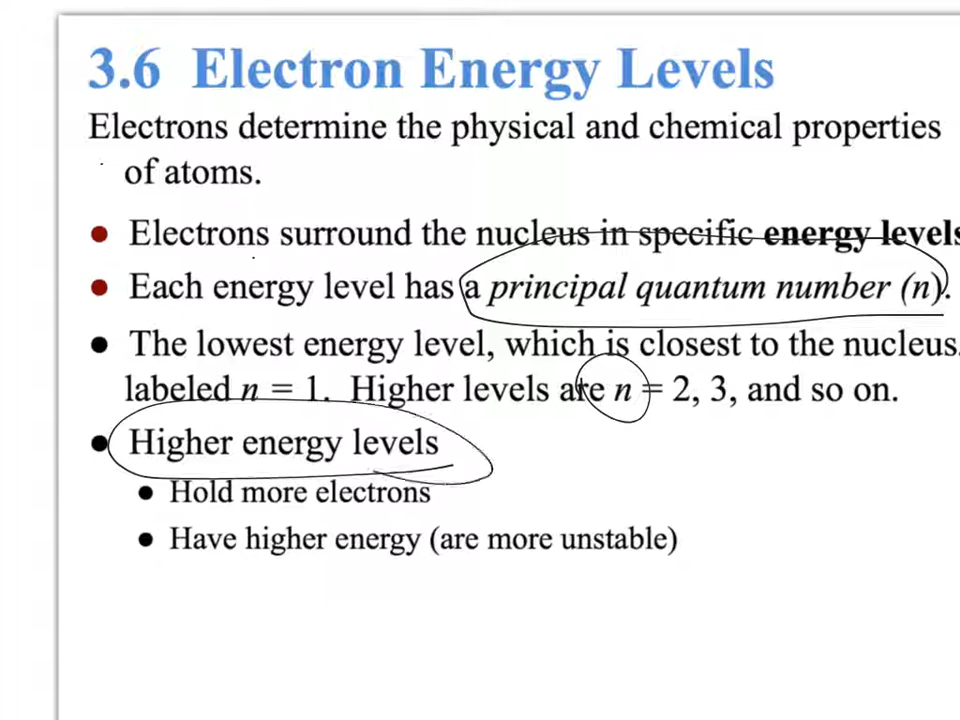 3.6 Electron Energy Levels
Electrons determine the physical and chemical properties
of atoms.
● Electrons surround the nucleus in specific energy levels
● Each energy level has a principal quantum number (n).
● The lowest energy level, which is closest to the nucleus,
labeled n = 1. Higher levels are n = 2, 3, and so on.
● Higher energy levels
● Hold more electrons
● Have higher energy (are more unstable)